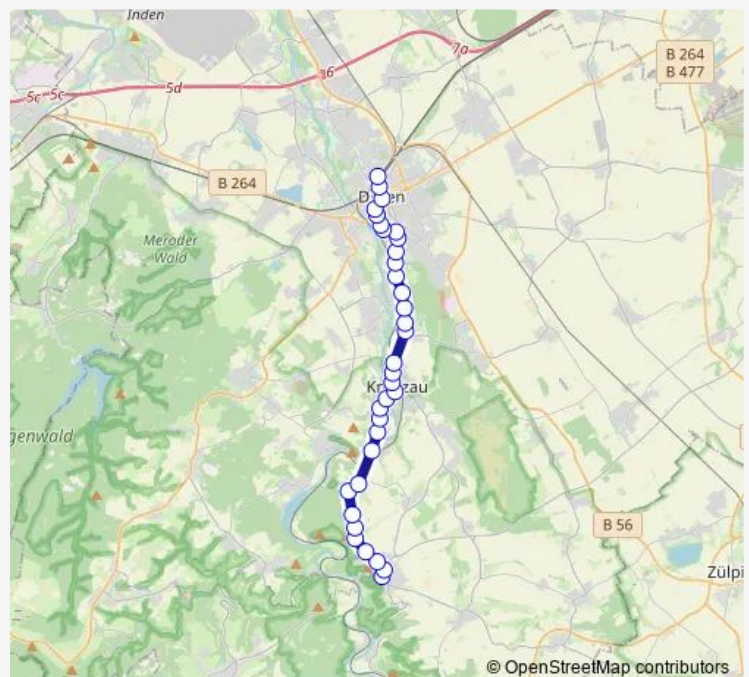 Inden
7a
B 264
B 477
6
5d
5c
5c
B 264
Meroder
Wald
genwald
B 56
Zülpi
© OpenStreetMap contributors